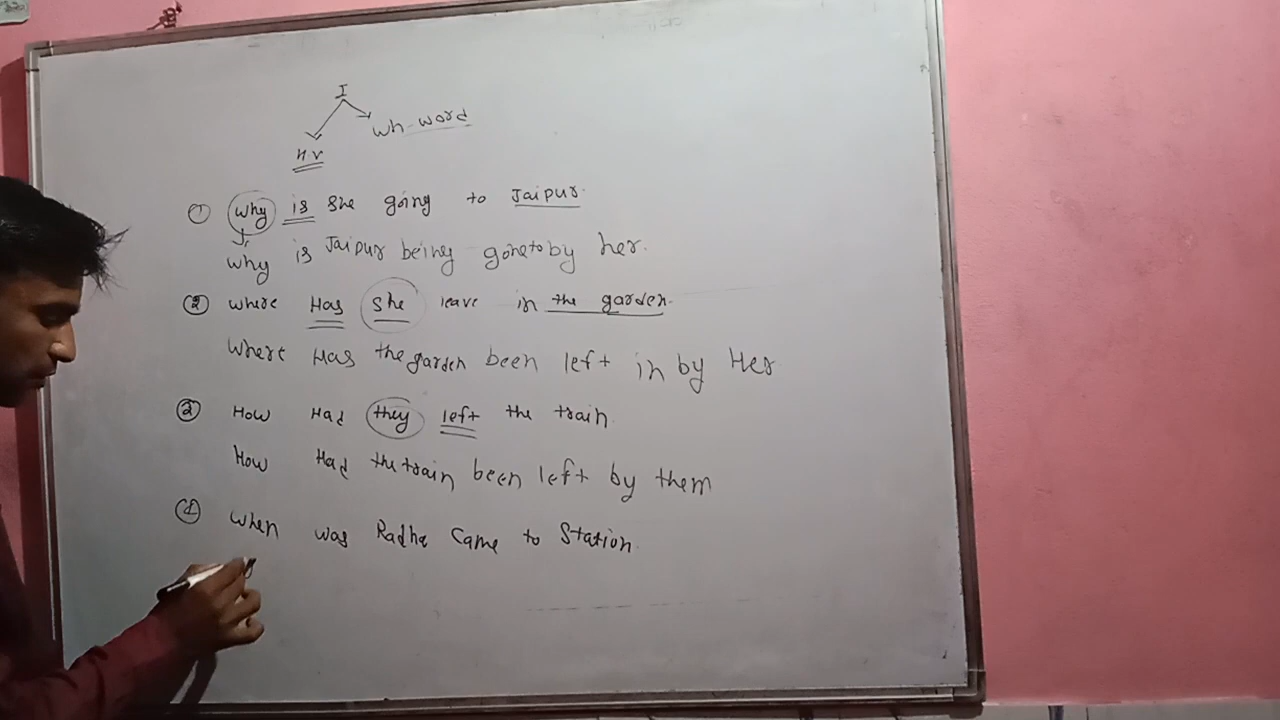 I
Wh-word
H.V
① Why is she going to Jaipur.
Why is Jaipur being gone to by her.
② Where Has she leave in the garden.
Where Has the garden been left in by Her
③ How Had they left the train.
How Had the train been left by them
④ When was Radha Came to Station.